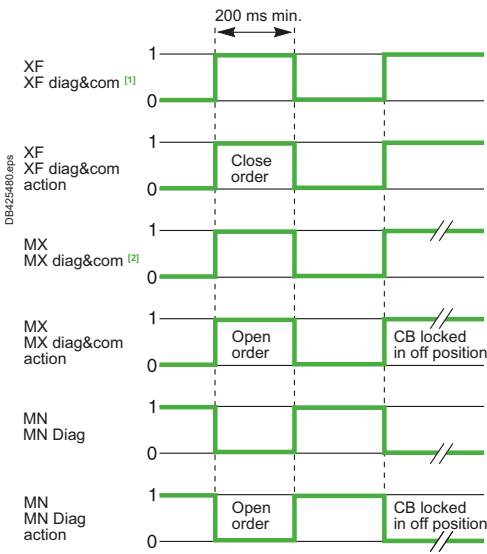 200 ms min.
1
XF
XF diag&com [1]
0
1
XF
XF diag&com
action
Close
order
0
DB425480.eps
1
MX
MX diag&com [2]
0
1
MX
MX diag&com
action
Open
order
CB locked
in off position
0
1
MN
MN Diag
0
1
MN
MN Diag
action
Open
order
CB locked
in off position
0